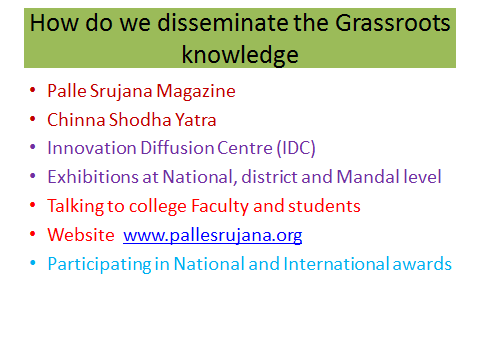 How do we disseminate the Grassroots
knowledge
• Palle Srujana Magazine
• Chinna Shodha Yatra
• Innovation Diffusion Centre (IDC)
• Exhibitions at National, district and Mandal level
• Talking to college Faculty and students
• Website www.pallesrujana.org
• Participating in National and International awards